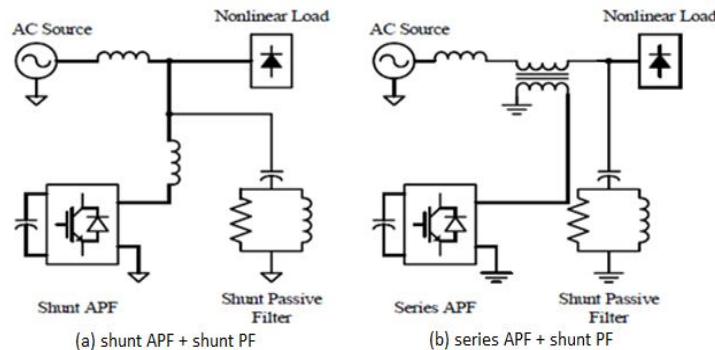 AC Source
Nonlinear Load
Shunt APF
Shunt Passive
Filter
(a) shunt APF + shunt PF
AC Source
Nonlinear Load
Series APF
Shunt Passive
Filter
(b) series APF + shunt PF